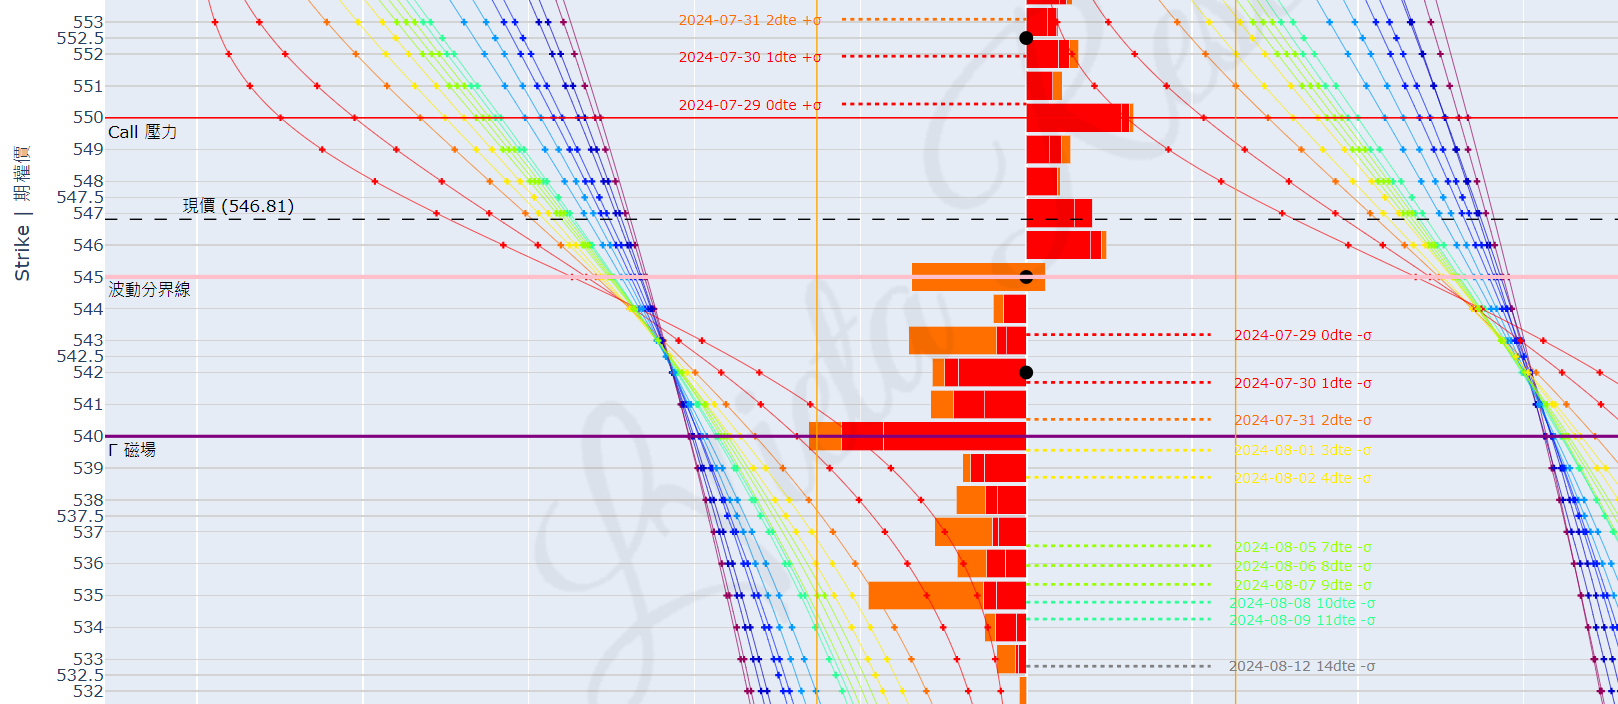 Strike | 期權價
553
552.5
552
551
550
549
548
547.5
547
546
545
544
543
542.5
542
541
540
539
538
537.5
537
536
535
534
533
532.5
532
2024-07-31 2dte +σ
2024-07-30 1dte +σ
2024-07-29 0dte +σ
Call 壓力
現價 (546.81)
波動分界線
2024-07-29 0dte -σ
2024-07-30 1dte -σ
2024-07-31 2dte -σ
Γ 磁場
2024-08-01 3dte -σ
2024-08-02 4dte -σ
2024-08-05 7dte -σ
2024-08-06 8dte -σ
2024-08-07 9dte -σ
2024-08-08 10dte -σ
2024-08-09 11dte -σ
2024-08-12 14dte -σ